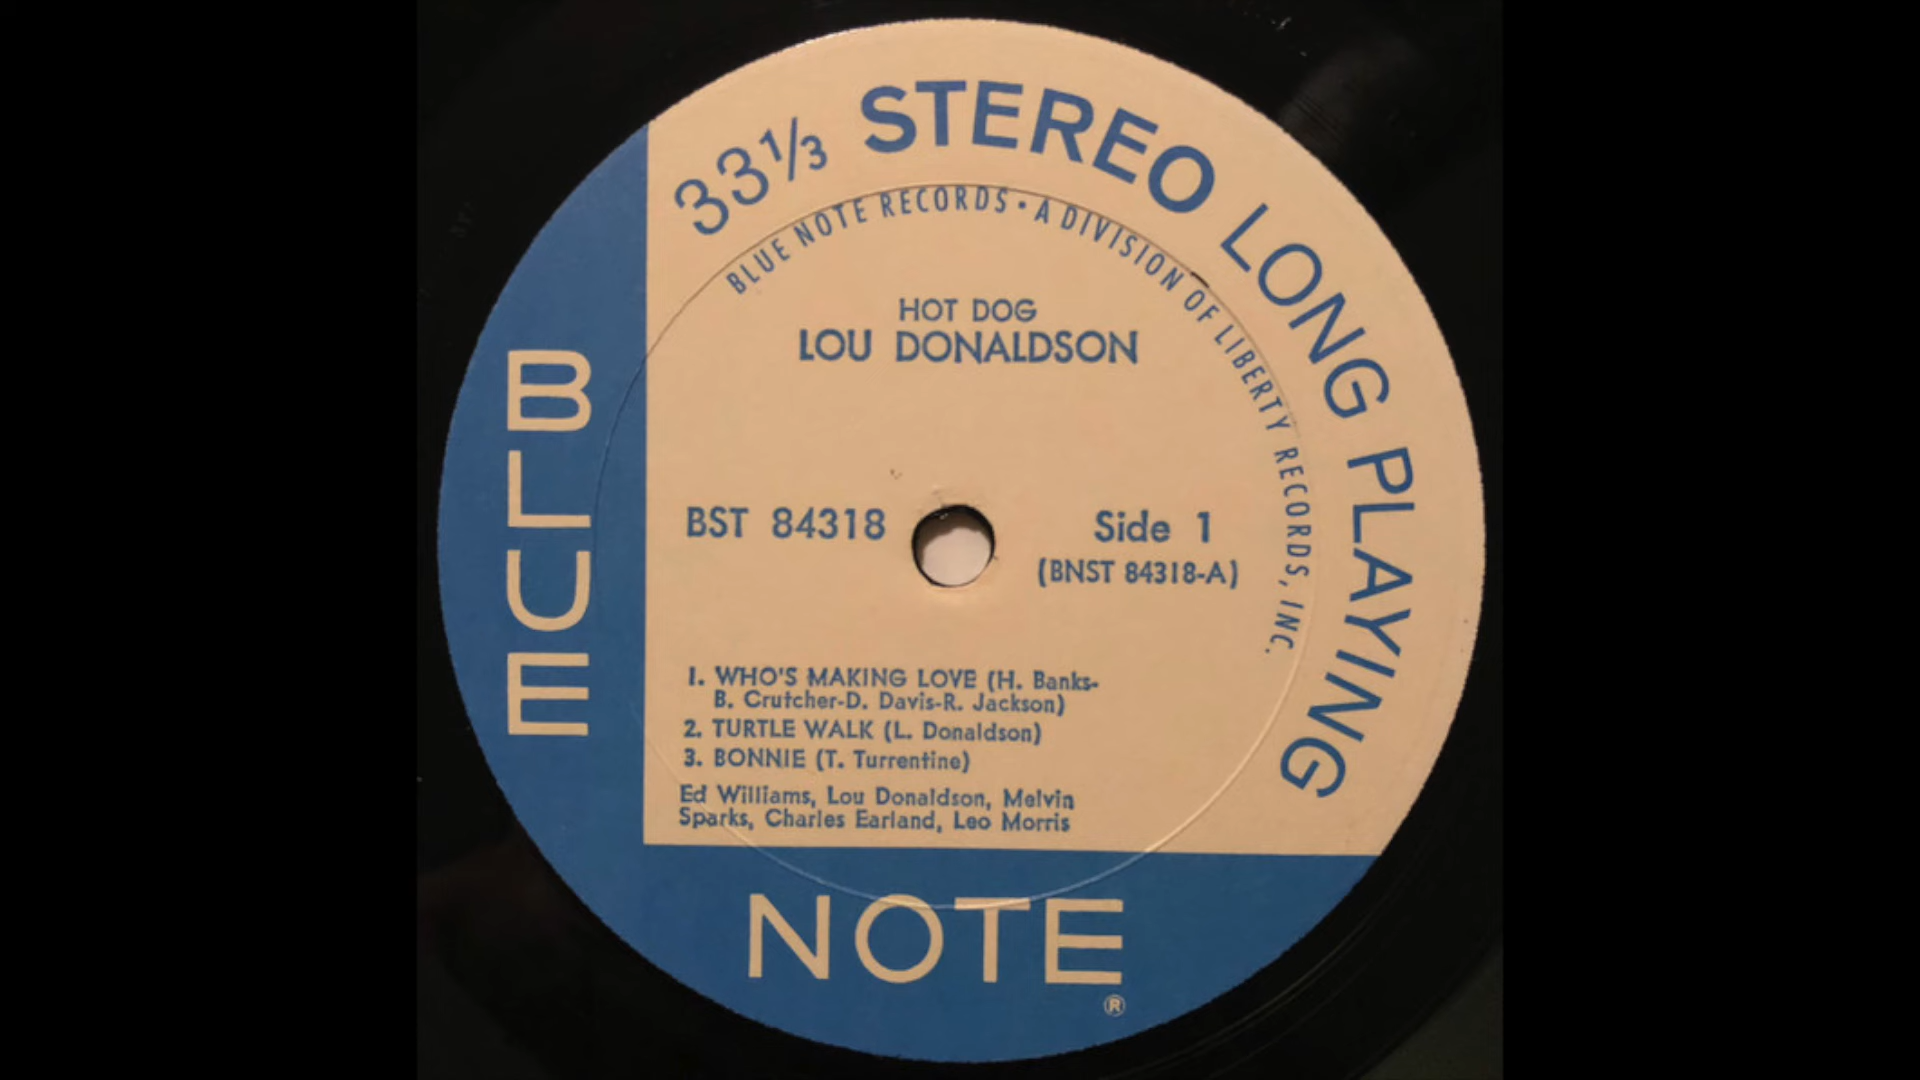 33⅓ STEREO LONG PLAYING
BLUE NOTE RECORDS • A DIVISION OF LIBERTY RECORDS, INC.
HOT DOG
LOU DONALDSON
BST 84318
Side 1
(BNST 84318-A)
1. WHO'S MAKING LOVE (H. Banks-
B. Crutcher-D. Davis-R. Jackson)
2. TURTLE WALK (L. Donaldson)
3. BONNIE (T. Turrentine)
Ed Williams, Lou Donaldson, Melvin
Sparks, Charles Earland, Leo Morris
BLUE
NOTE
®